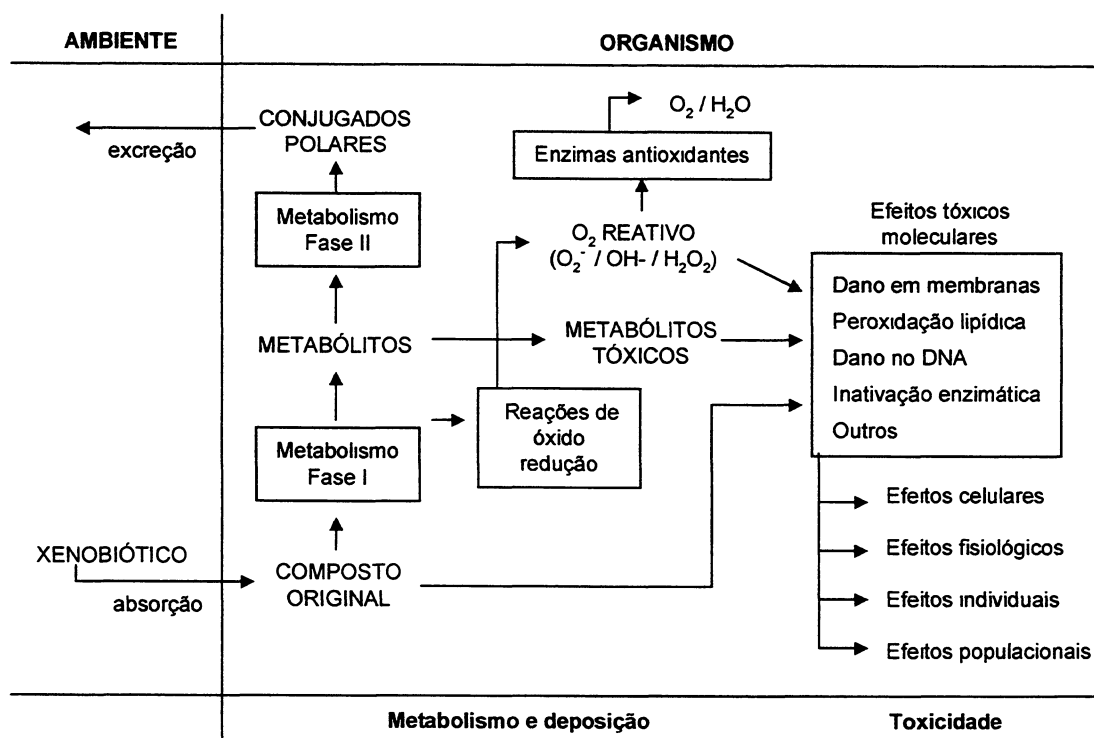 AMBIENTE
ORGANISMO
CONJUGADOS
POLARES
excreção
O₂ / H₂O
Enzimas antioxidantes
Metabolismo
Fase II
O₂ REATIVO
(O₂⁻ / OH- / H₂O₂)
Efeitos tóxicos
moleculares
Dano em membranas
Peroxidação lipídica
Dano no DNA
Inativação enzimática
Outros
METABÓLITOS
METABÓLITOS
TÓXICOS
Reações de
óxido
redução
Metabolismo
Fase I
Efeitos celulares
Efeitos fisiológicos
Efeitos individuais
Efeitos populacionais
XENOBIÓTICO
absorção
COMPOSTO
ORIGINAL
Metabolismo e deposição
Toxicidade